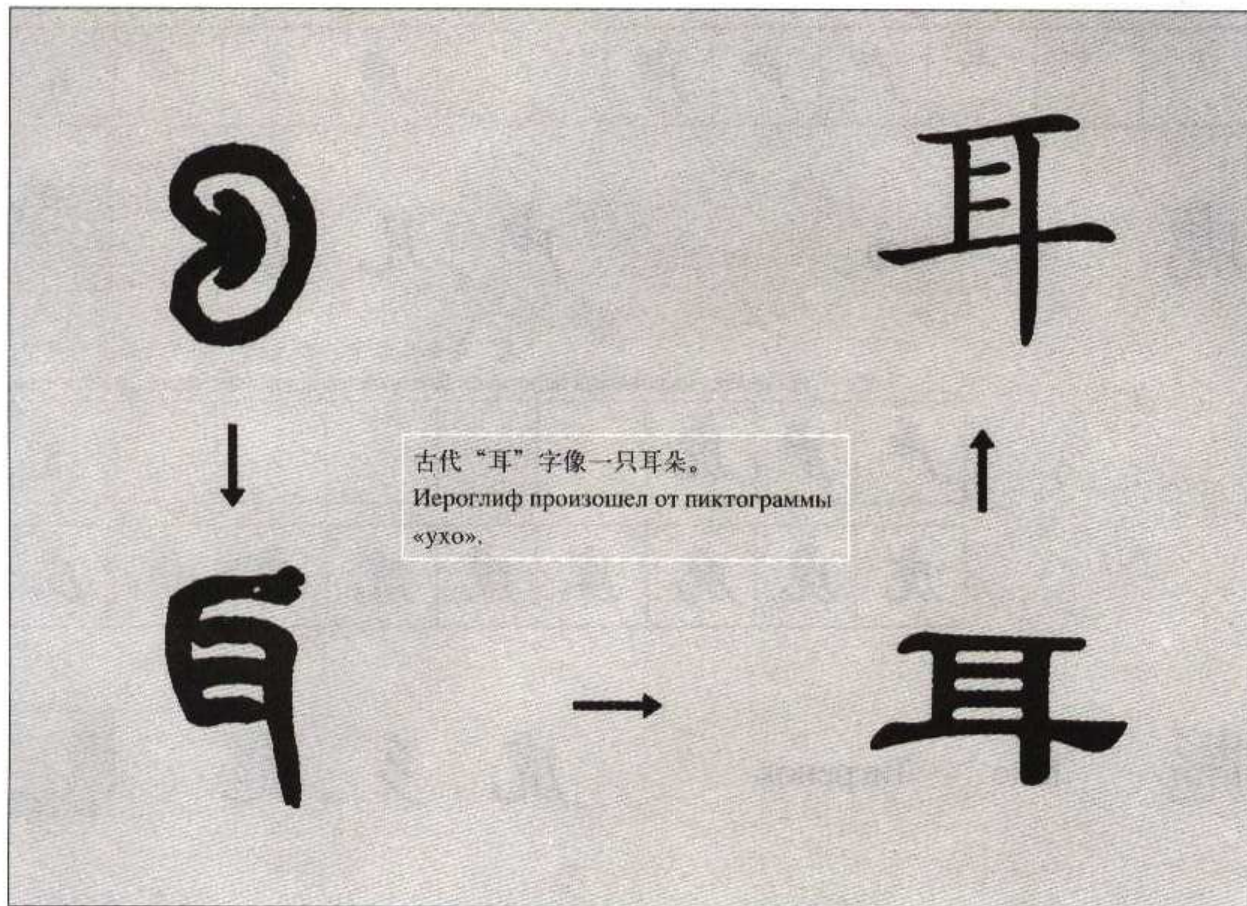 耳
古代“耳”字像一只耳朵。
Иероглиф произошел от пиктограммы
«ухо».
耳